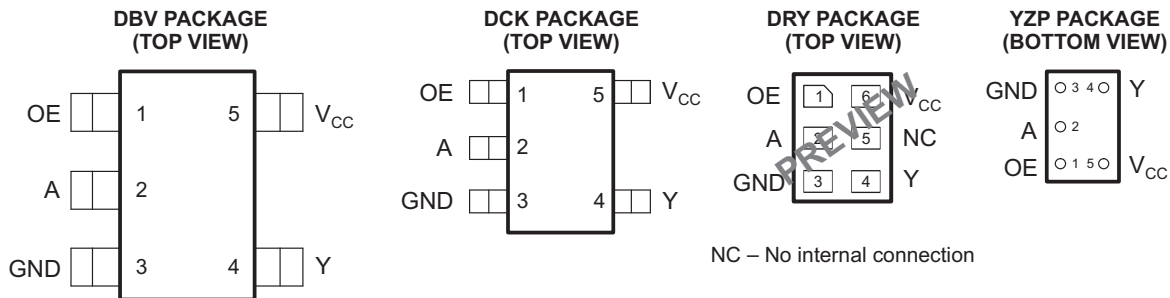 DBV PACKAGE
(TOP VIEW)
OE 1 5 VCC
A 2
GND 3 4 Y
DCK PACKAGE
(TOP VIEW)
OE 1 5 VCC
A 2
GND 3 4 Y
DRY PACKAGE
(TOP VIEW)
OE 1 6 VCC
A 2 5 NC
GND 3 4 Y
PREVIEW
YZP PACKAGE
(BOTTOM VIEW)
GND 3 4 Y
A 2
OE 1 5 VCC
NC – No internal connection